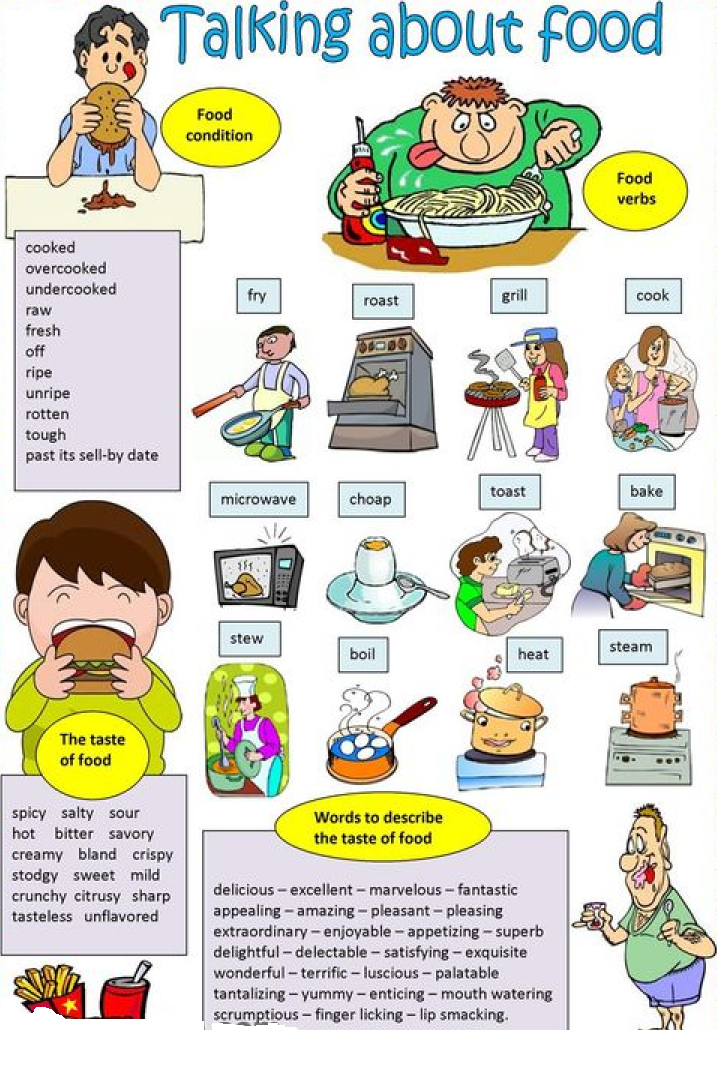 Talking about food
Food
condition
Food
verbs
cooked
overcooked
undercooked
raw
fresh
off
ripe
unripe
rotten
tough
past its sell-by date
fry
roast
grill
cook
microwave
choap
toast
bake
stew
boil
heat
steam
The taste
of food
spicy salty sour
hot bitter savory
creamy bland crispy
stodgy sweet mild
crunchy citrusy sharp
tasteless unflavored
Words to describe
the taste of food
delicious – excellent – marvelous – fantastic
appealing – amazing – pleasant – pleasing
extraordinary – enjoyable – appetizing – superb
delightful – delectable – satisfying – exquisite
wonderful – terrific – luscious – palatable
tantalizing – yummy – enticing – mouth watering
scrumptious – finger licking – lip smacking.